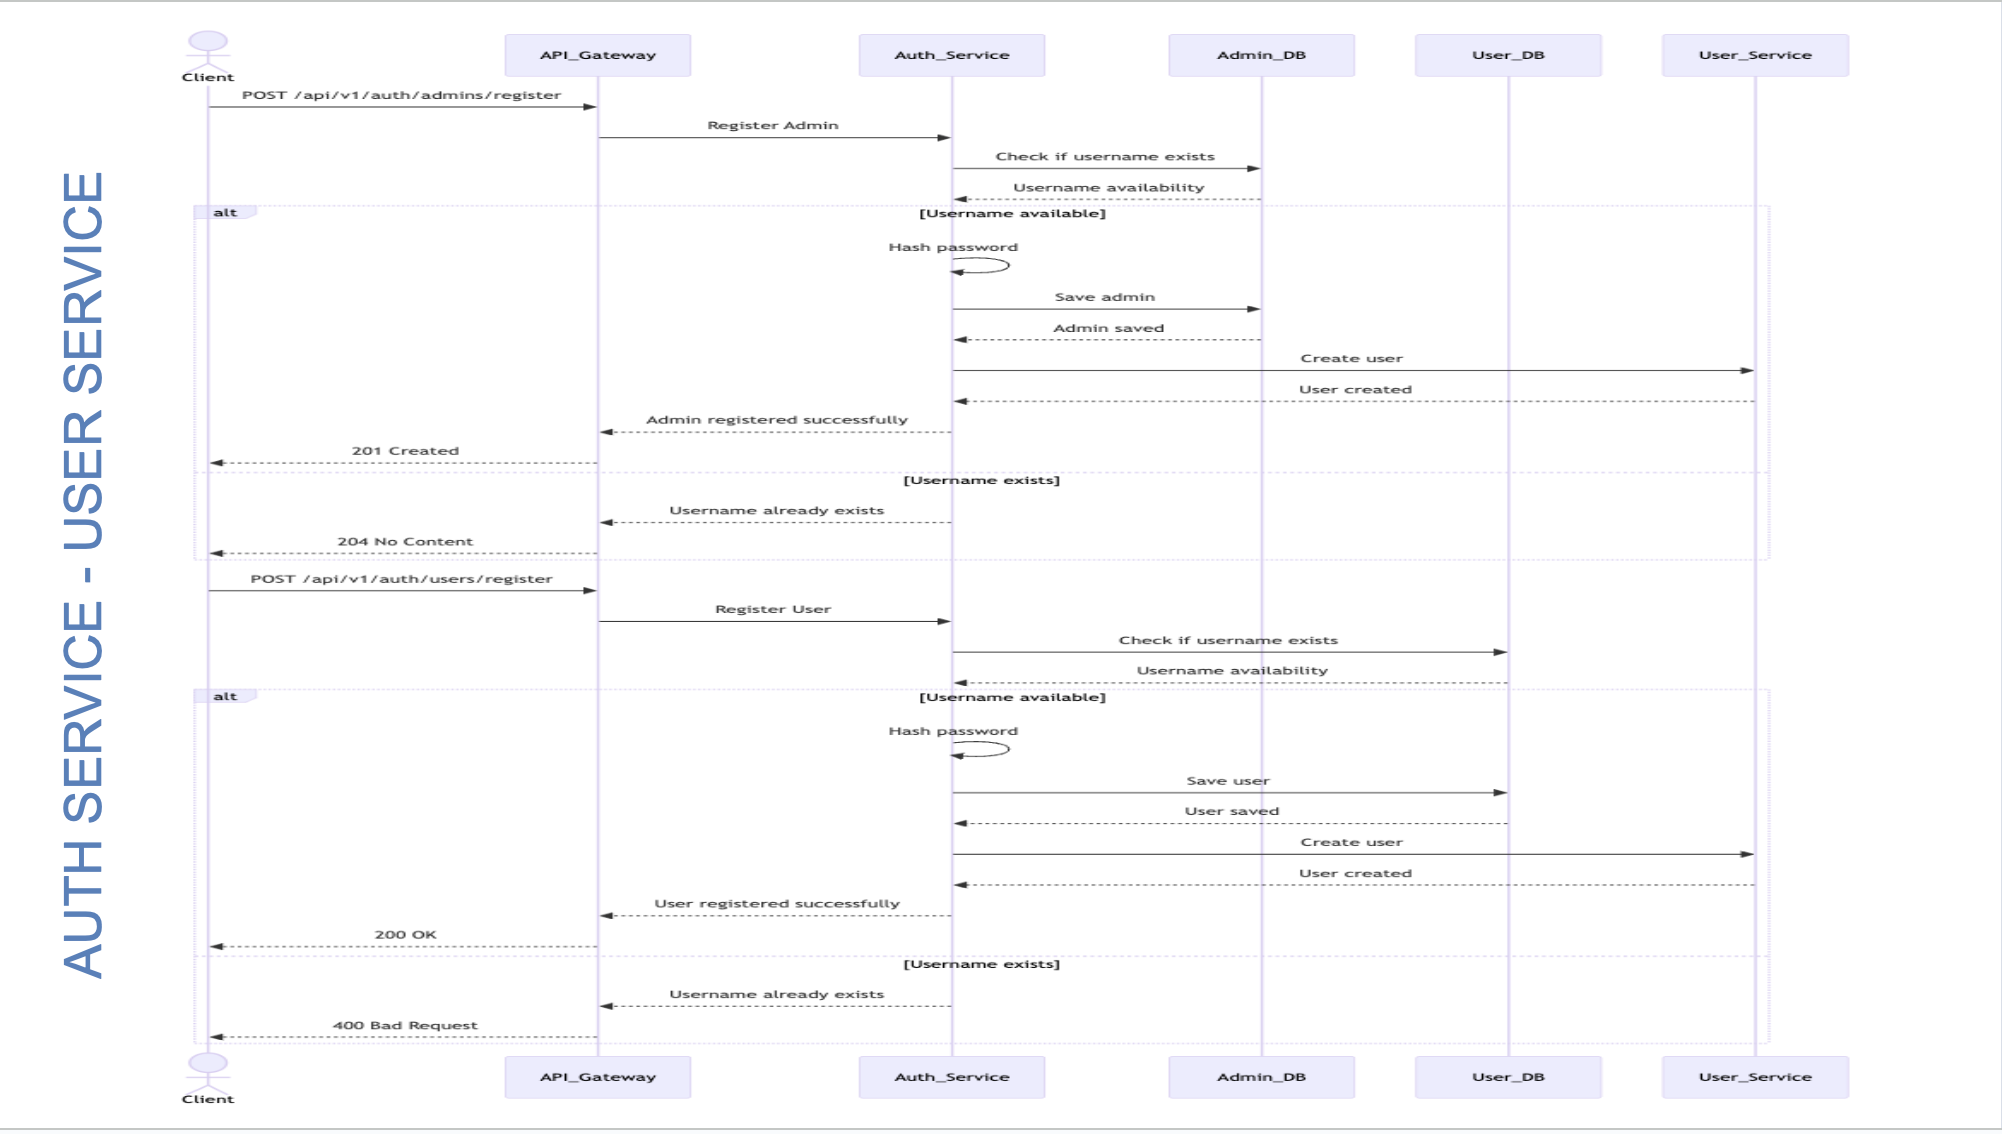 AUTH SERVICE - USER SERVICE
Client
API_Gateway
Auth_Service
Admin_DB
User_DB
User_Service
POST /api/v1/auth/admins/register
Register Admin
Check if username exists
Username availability
alt
[Username available]
Hash password
Save admin
Admin saved
Create user
User created
Admin registered successfully
201 Created
[Username exists]
Username already exists
204 No Content
POST /api/v1/auth/users/register
Register User
Check if username exists
Username availability
alt
[Username available]
Hash password
Save user
User saved
Create user
User created
User registered successfully
200 OK
[Username exists]
Username already exists
400 Bad Request
Client
API_Gateway
Auth_Service
Admin_DB
User_DB
User_Service